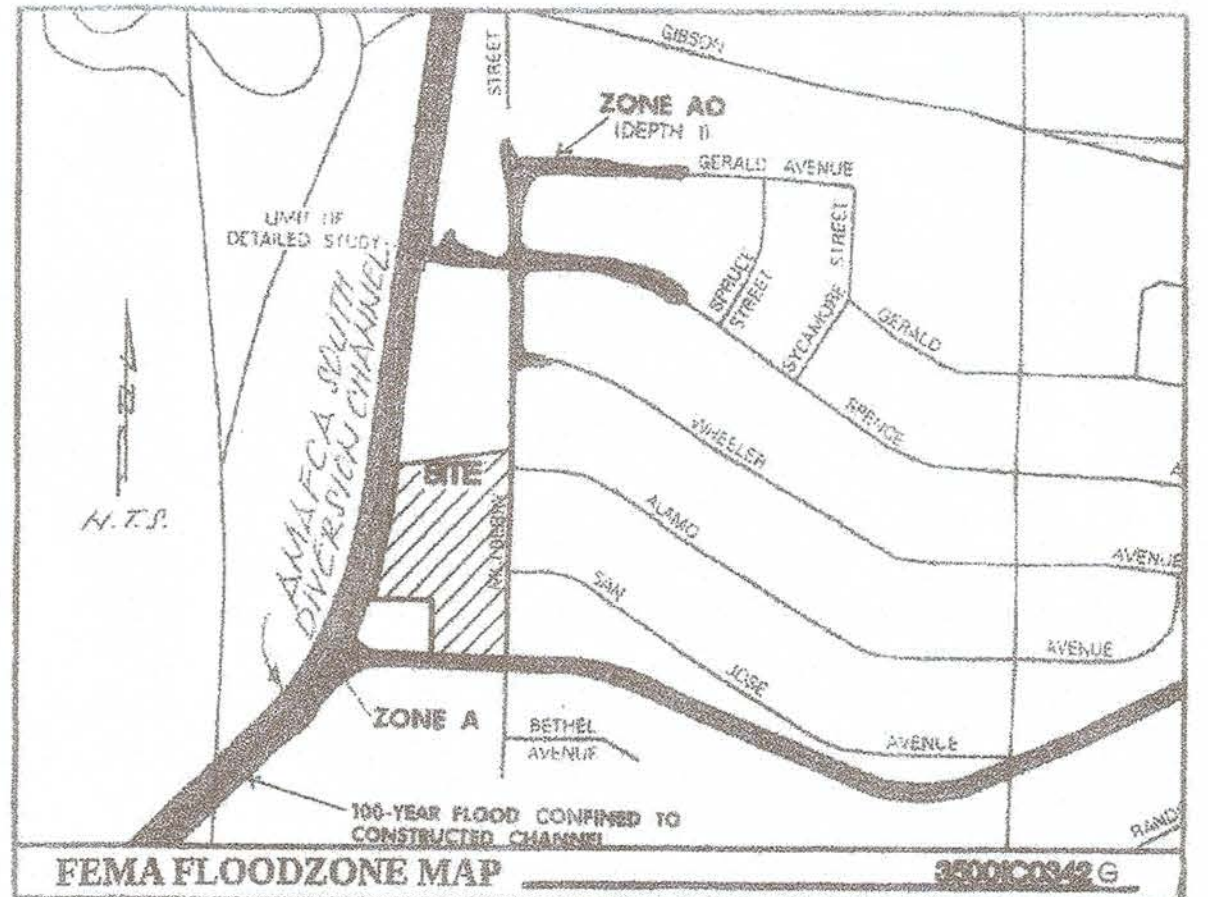 GIBSON
STREET
ZONE AO
(DEPTH 1)
GERALD AVENUE
LIMIT OF
DETAILED STUDY
SPRUCE
STREET
SYCAMORE STREET
GERALD
AMAFCA SOUTH
DIVERSION CHANNEL
N.T.S.
SPENCE
WHEELER
SITE
ALAMO
AVENUE
SAN JOSE AVENUE
AVENUE
ZONE A
BETHEL
AVENUE
100-YEAR FLOOD CONFINED TO
CONSTRUCTED CHANNEL
FEMA FLOODZONE MAP
35001C0342 G